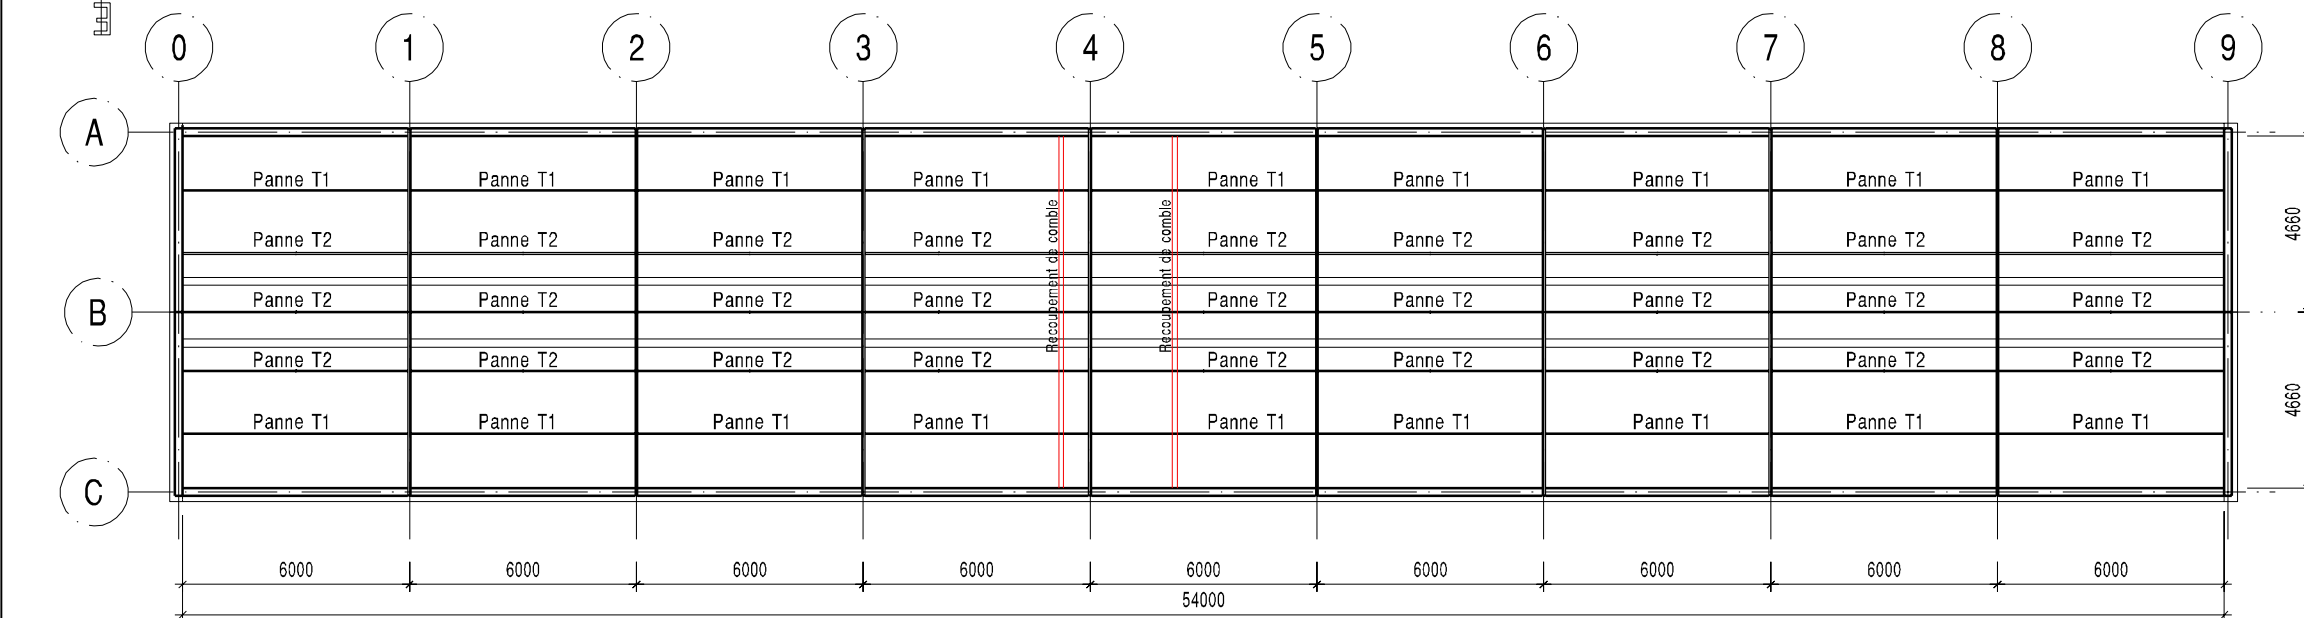 0 1 2 3 4 5 6 7 8 9
A
Panne T1 Panne T1 Panne T1 Panne T1 Panne T1 Panne T1 Panne T1 Panne T1 Panne T1
Panne T2 Panne T2 Panne T2 Panne T2 Panne T2 Panne T2 Panne T2 Panne T2 Panne T2
4660
Recoupement de comble
Recoupement de comble
B
Panne T2 Panne T2 Panne T2 Panne T2 Panne T2 Panne T2 Panne T2 Panne T2 Panne T2
Panne T2 Panne T2 Panne T2 Panne T2 Panne T2 Panne T2 Panne T2 Panne T2 Panne T2
4660
Panne T1 Panne T1 Panne T1 Panne T1 Panne T1 Panne T1 Panne T1 Panne T1 Panne T1
C
6000 6000 6000 6000 6000 6000 6000 6000 6000
54000